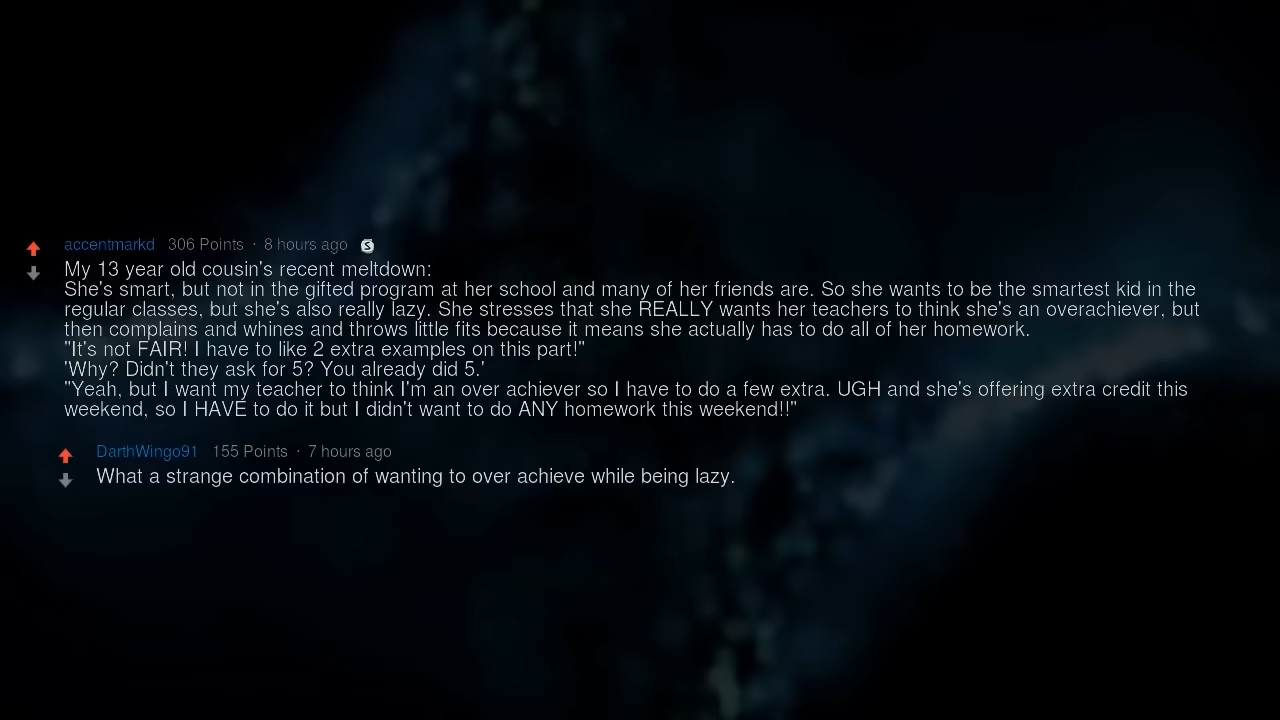 accentmarkd 306 Points · 8 hours ago S
My 13 year old cousin's recent meltdown:
She's smart, but not in the gifted program at her school and many of her friends are. So she wants to be the smartest kid in the
regular classes, but she's also really lazy. She stresses that she REALLY wants her teachers to think she's an overachiever, but
then complains and whines and throws little fits because it means she actually has to do all of her homework.
"It's not FAIR! I have to like 2 extra examples on this part!"
'Why? Didn't they ask for 5? You already did 5.'
"Yeah, but I want my teacher to think I'm an over achiever so I have to do a few extra. UGH and she's offering extra credit this
weekend, so I HAVE to do it but I didn't want to do ANY homework this weekend!!"
DarthWingo91 155 Points · 7 hours ago
What a strange combination of wanting to over achieve while being lazy.